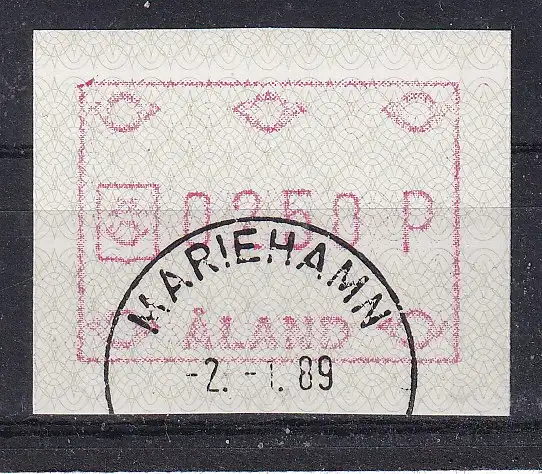 0250 P
MARIEHAMN
ÅLAND
-2. -1. 89